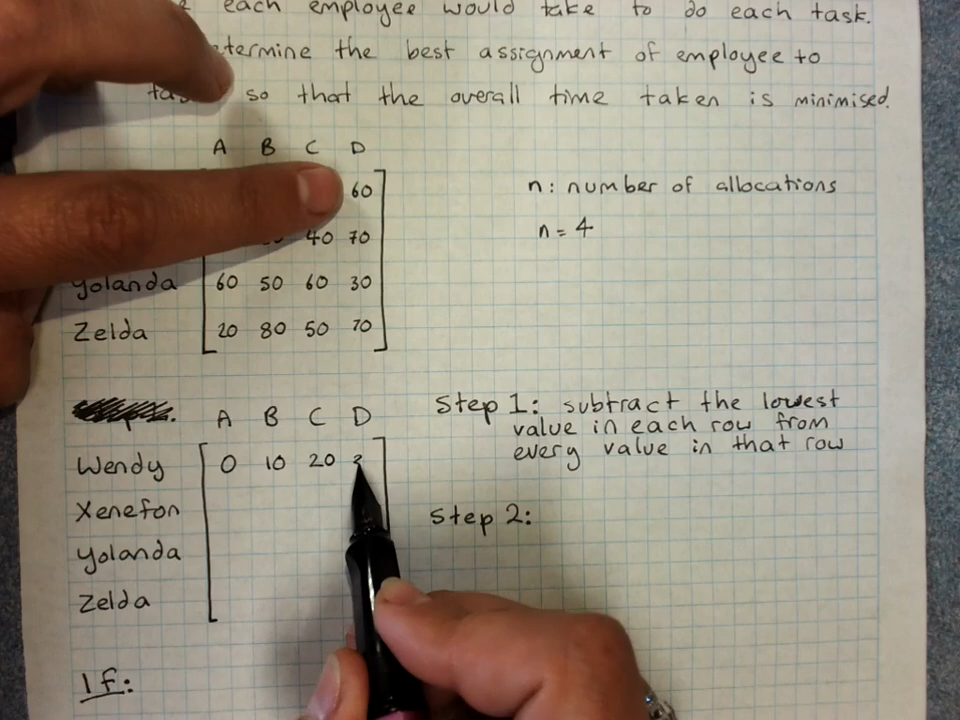 each employee would take to do each task.
the best assignment of employee to
so that the overall time taken is minimised.
A B C D
60
40 70
Yolanda 60 50 60 30
Zelda 20 80 50 70
n: number of allocations
n = 4
A B C D
Wendy 0 10 20
Xenefon
Yolanda
Zelda
Step 1: subtract the lowest
value in each row from
every value in that row
Step 2:
If: